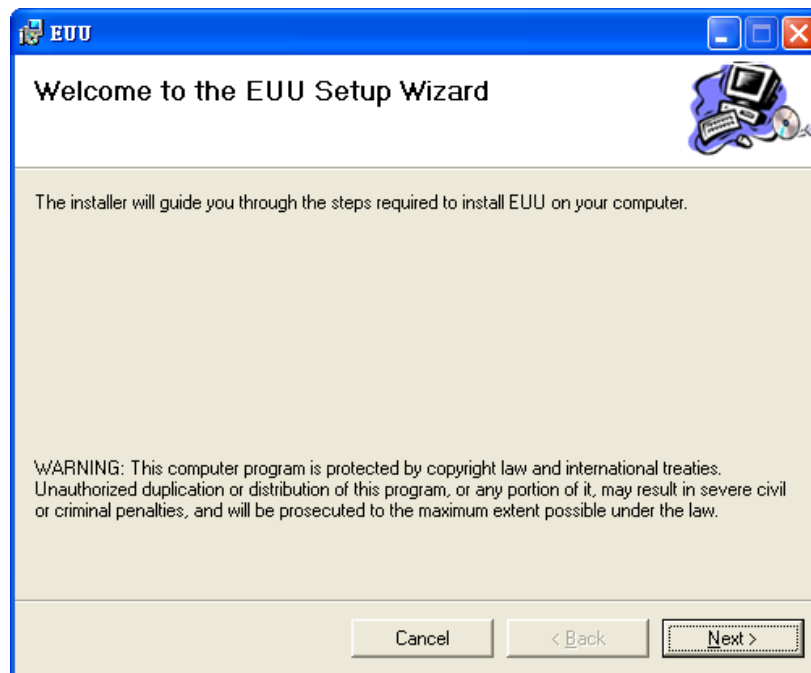 EUU
Welcome to the EUU Setup Wizard
The installer will guide you through the steps required to install EUU on your computer.
WARNING: This computer program is protected by copyright law and international treaties.
Unauthorized duplication or distribution of this program, or any portion of it, may result in severe civil
or criminal penalties, and will be prosecuted to the maximum extent possible under the law.
Cancel
< Back
Next >